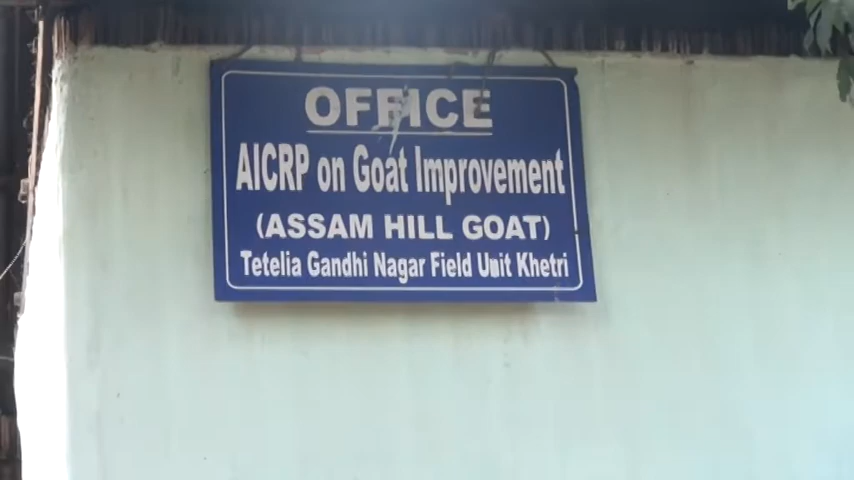 OFFICE
AICRP on Goat Improvement
(ASSAM HILL GOAT)
Tetelia Gandhi Nagar Field Unit Khetri